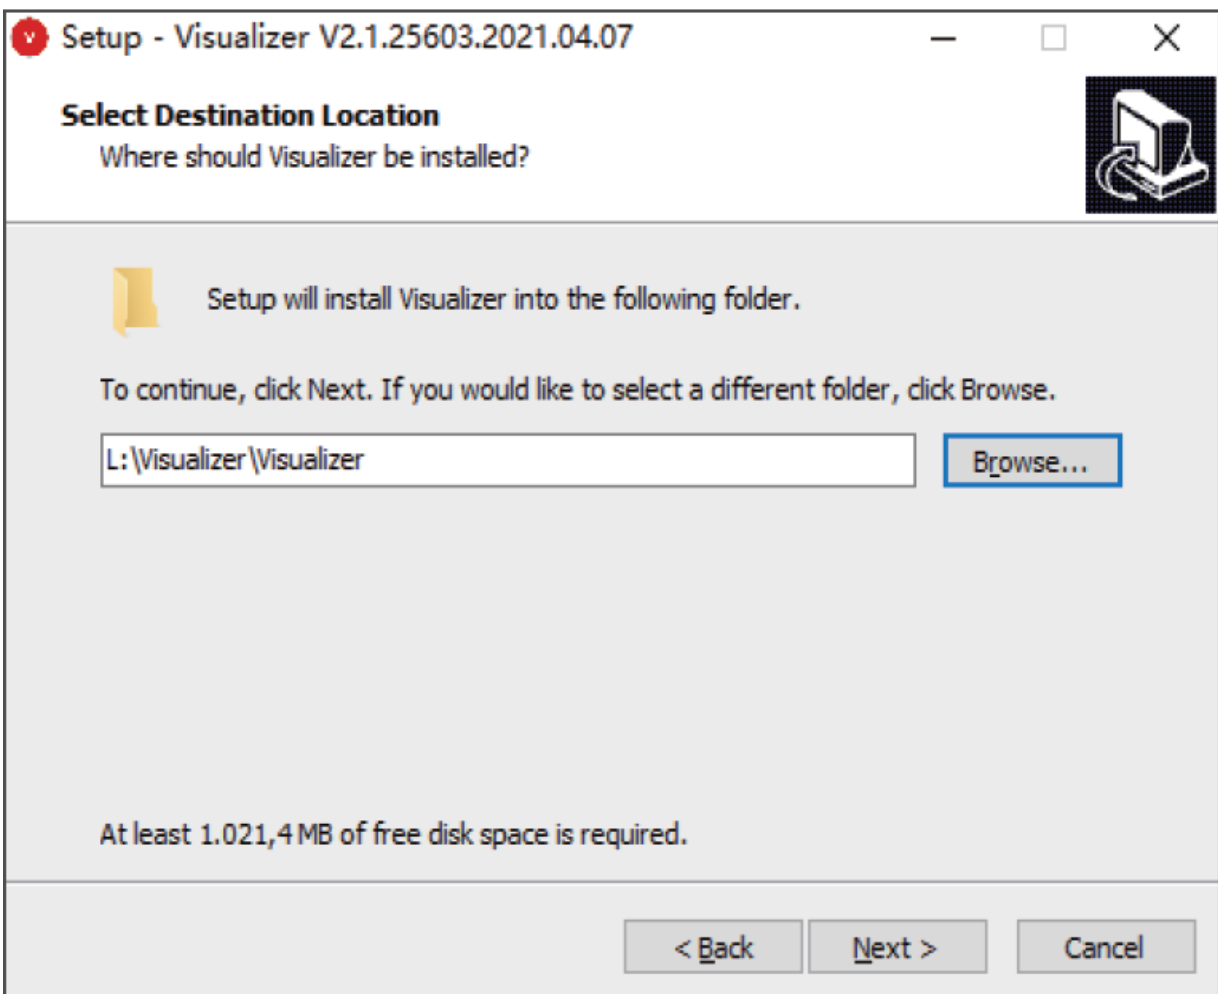 V
Setup - Visualizer V2.1.25603.2021.04.07
Select Destination Location
Where should Visualizer be installed?
Setup will install Visualizer into the following folder.
To continue, click Next. If you would like to select a different folder, click Browse.
L:\Visualizer\Visualizer
Browse...
At least 1.021,4 MB of free disk space is required.
< Back
Next >
Cancel